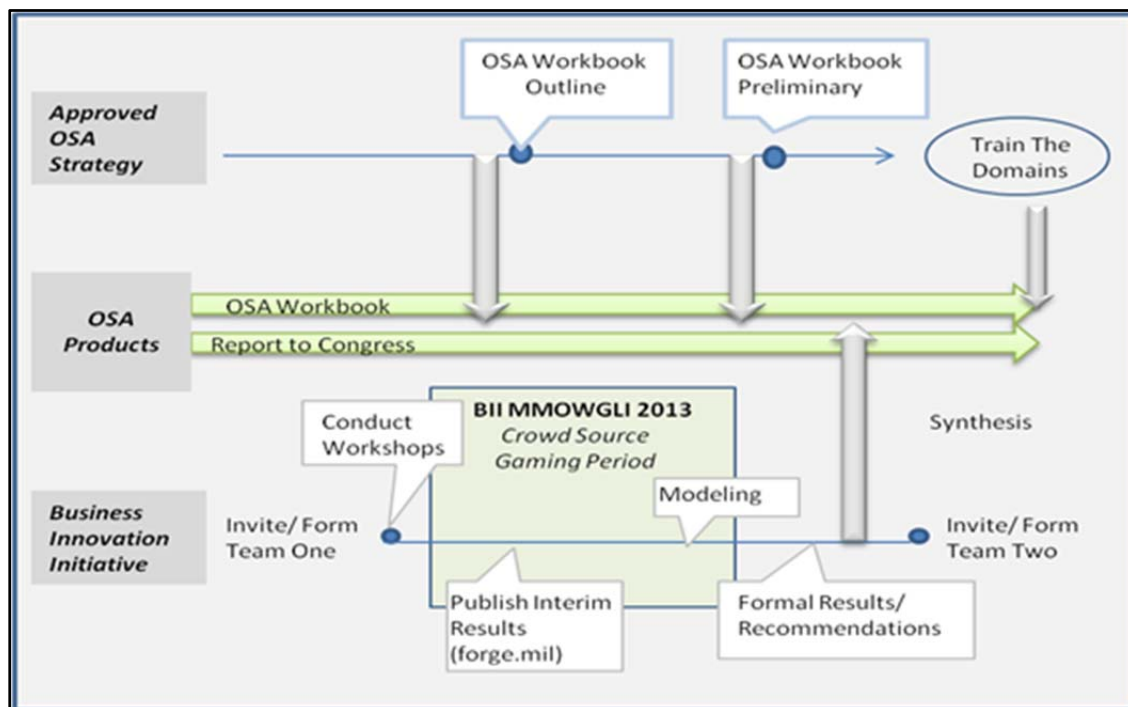 OSA Workbook
Outline
OSA Workbook
Preliminary
Approved
OSA
Strategy
Train The
Domains
OSA
Products
OSA Workbook
Report to Congress
BII MMOWGLI 2013
Crowd Source
Gaming Period
Conduct
Workshops
Synthesis
Modeling
Business
Innovation
Initiative
Invite/ Form
Team One
Invite/ Form
Team Two
Publish Interim
Results
(forge.mil)
Formal Results/
Recommendations